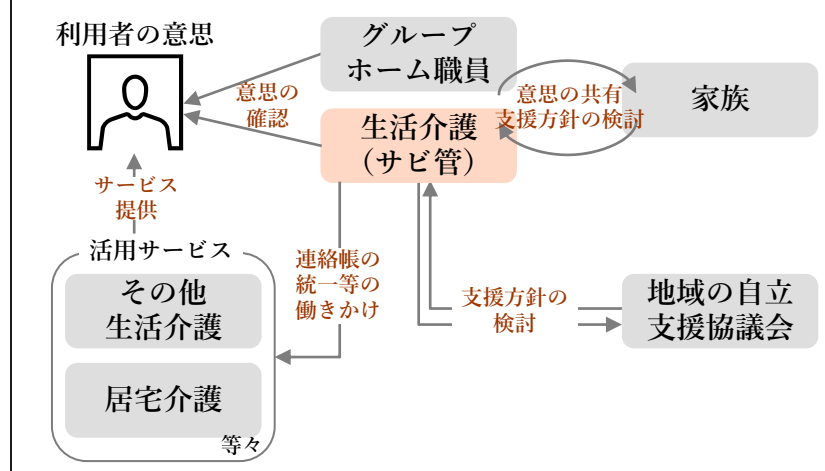 利用者の意思
グループ
ホーム職員
意思の
確認
意思の共有
支援方針の検討
家族
生活介護
（サビ管）
サービス
提供
活用サービス
その他
生活介護
居宅介護
等々
連絡帳の
統一等の
働きかけ
支援方針の
検討
地域の自立
支援協議会